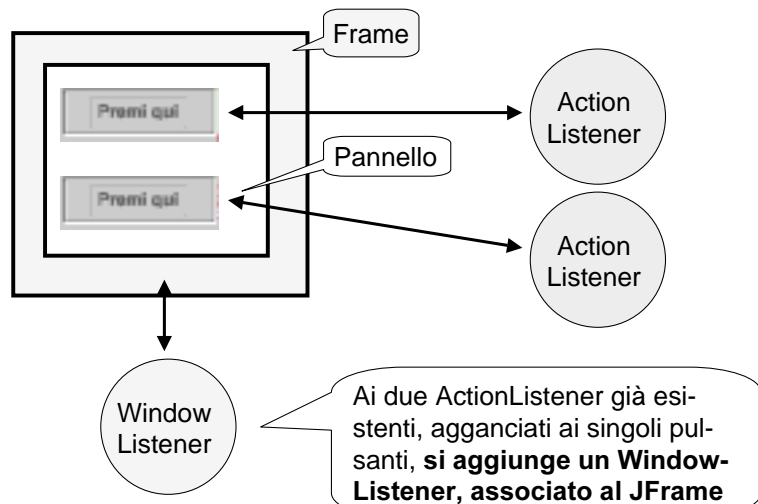 Frame
Premi qui
Action
Listener
Pannello
Premi qui
Action
Listener
Window
Listener
Ai due ActionListener già esi-
stenti, agganciati ai singoli pul-
santi, si aggiunge un Window-
Listener, associato al JFrame